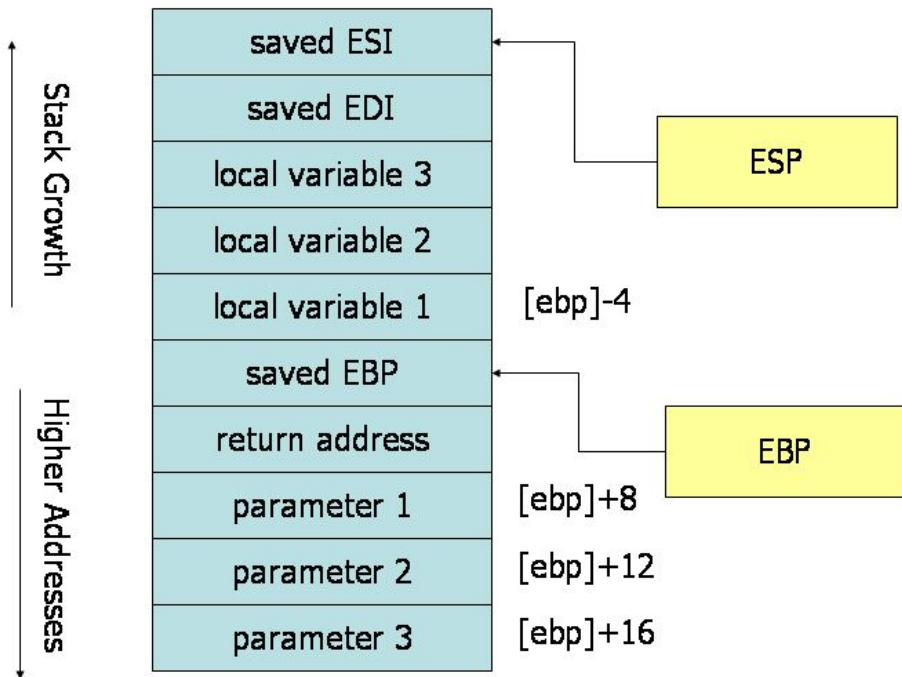 saved ESI
saved EDI
local variable 3
local variable 2
local variable 1
saved EBP
return address
parameter 1
parameter 2
parameter 3
Stack Growth
Higher Addresses
ESP
[ebp]-4
EBP
[ebp]+8
[ebp]+12
[ebp]+16